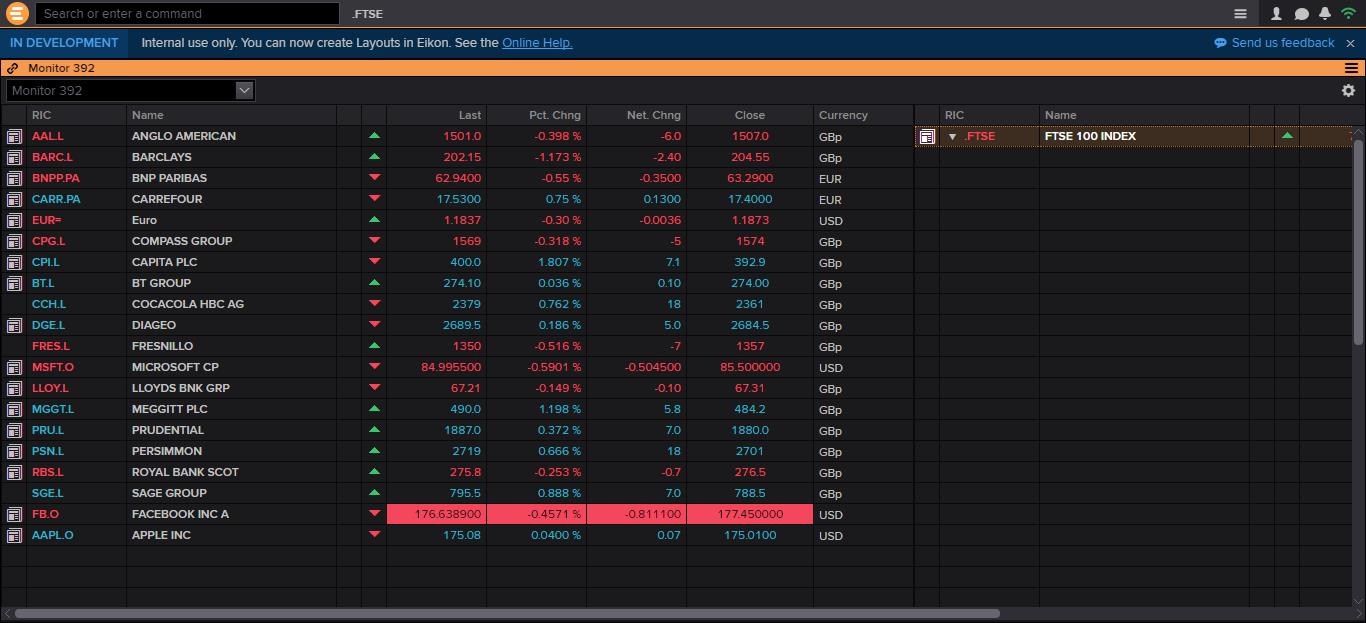 Search or enter a command .FTSE
IN DEVELOPMENT Internal use only. You can now create Layouts in Eikon. See the Online Help. Send us feedback
Monitor 392
Monitor 392
RIC Name Last Pct. Chng Net. Chng Close Currency RIC Name
AAL.L ANGLO AMERICAN 1501.0 -0.398 % -6.0 1507.0 GBp .FTSE FTSE 100 INDEX
BARC.L BARCLAYS 202.15 -1.173 % -2.40 204.55 GBp
BNPP.PA BNP PARIBAS 62.9400 -0.55 % -0.3500 63.2900 EUR
CARR.PA CARREFOUR 17.5300 0.75 % 0.1300 17.4000 EUR
EUR= Euro 1.1837 -0.30 % -0.0036 1.1873 USD
CPG.L COMPASS GROUP 1569 -0.318 % -5 1574 GBp
CPI.L CAPITA PLC 400.0 1.807 % 7.1 392.9 GBp
BT.L BT GROUP 274.10 0.036 % 0.10 274.00 GBp
CCH.L COCACOLA HBC AG 2379 0.762 % 18 2361 GBp
DGE.L DIAGEO 2689.5 0.186 % 5.0 2684.5 GBp
FRES.L FRESNILLO 1350 -0.516 % -7 1357 GBp
MSFT.O MICROSOFT CP 84.995500 -0.5901 % -0.504500 85.500000 USD
LLOY.L LLOYDS BNK GRP 67.21 -0.149 % -0.10 67.31 GBp
MGGT.L MEGGITT PLC 490.0 1.198 % 5.8 484.2 GBp
PRU.L PRUDENTIAL 1887.0 0.372 % 7.0 1880.0 GBp
PSN.L PERSIMMON 2719 0.666 % 18 2701 GBp
RBS.L ROYAL BANK SCOT 275.8 -0.253 % -0.7 276.5 GBp
SGE.L SAGE GROUP 795.5 0.888 % 7.0 788.5 GBp
FB.O FACEBOOK INC A 176.638900 -0.4571 % -0.811100 177.450000 USD
AAPL.O APPLE INC 175.08 0.0400 % 0.07 175.0100 USD